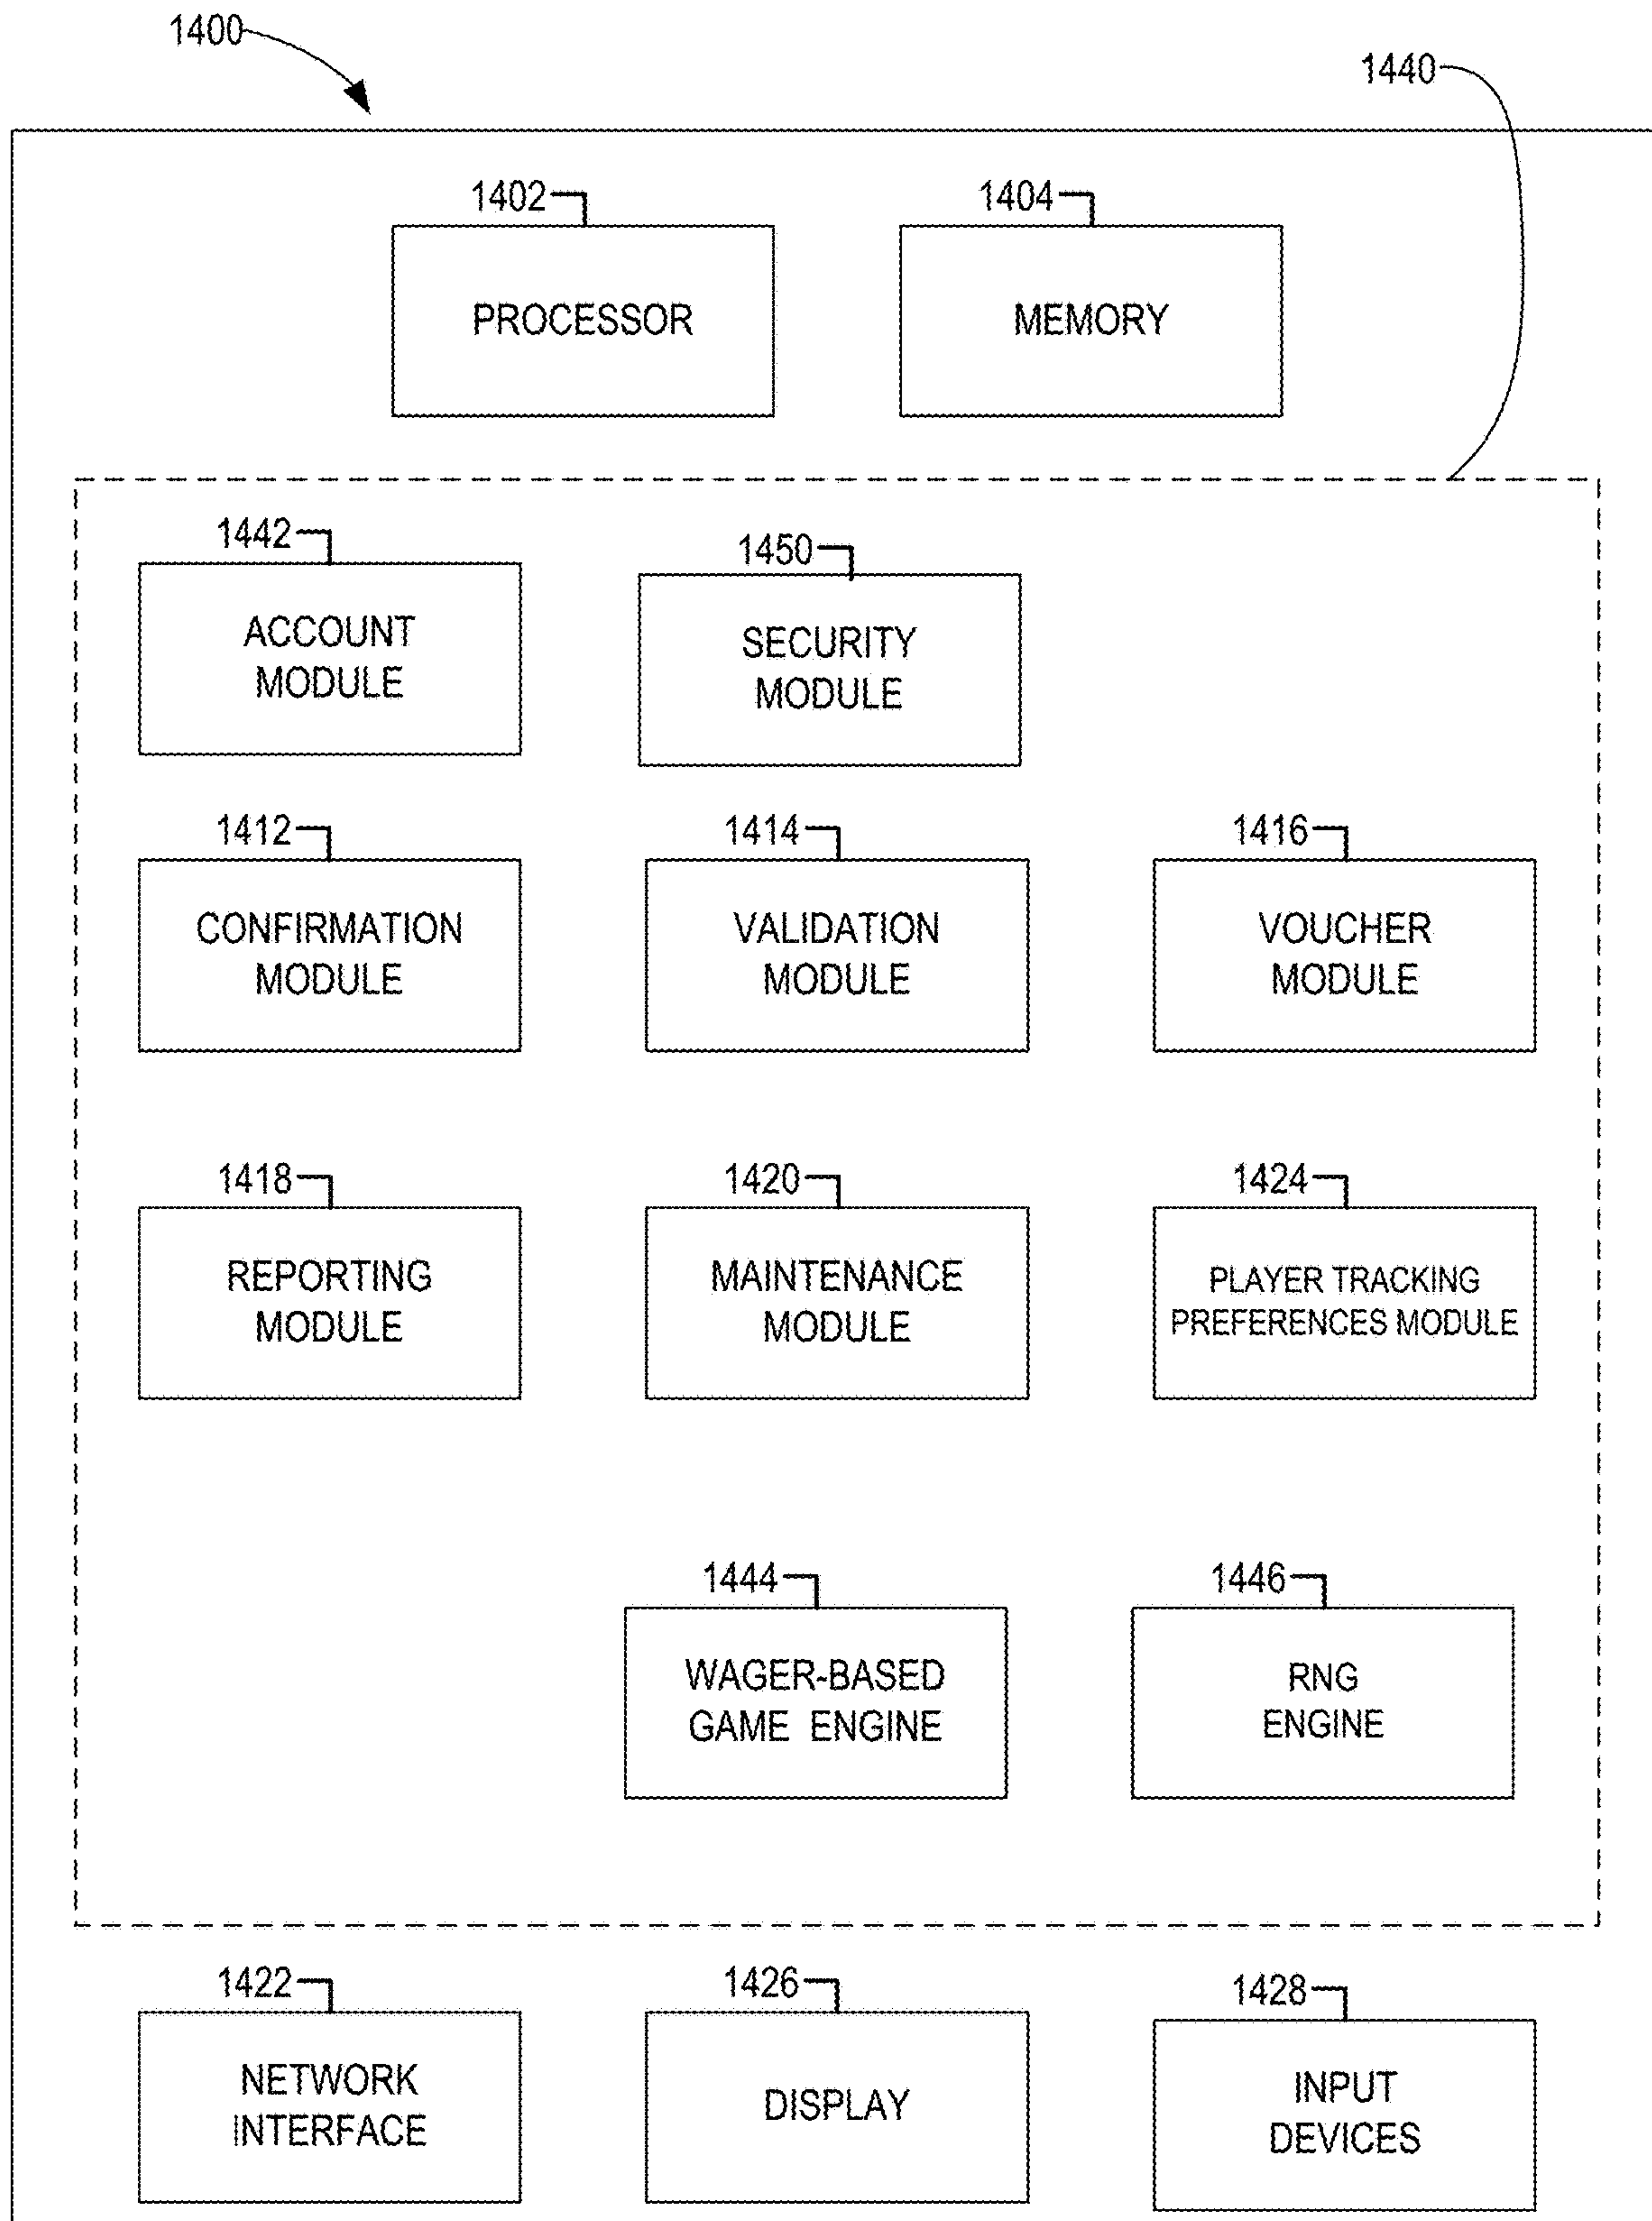 1400
1440
1402
1404
PROCESSOR
MEMORY
1442
1450
ACCOUNT
MODULE
SECURITY
MODULE
1412
1414
1416
CONFIRMATION
MODULE
VALIDATION
MODULE
VOUCHER
MODULE
1418
1420
1424
REPORTING
MODULE
MAINTENANCE
MODULE
PLAYER TRACKING
PREFERENCES MODULE
1444
1446
WAGER-BASED
GAME ENGINE
RNG
ENGINE
1422
1426
1428
NETWORK
INTERFACE
DISPLAY
INPUT
DEVICES